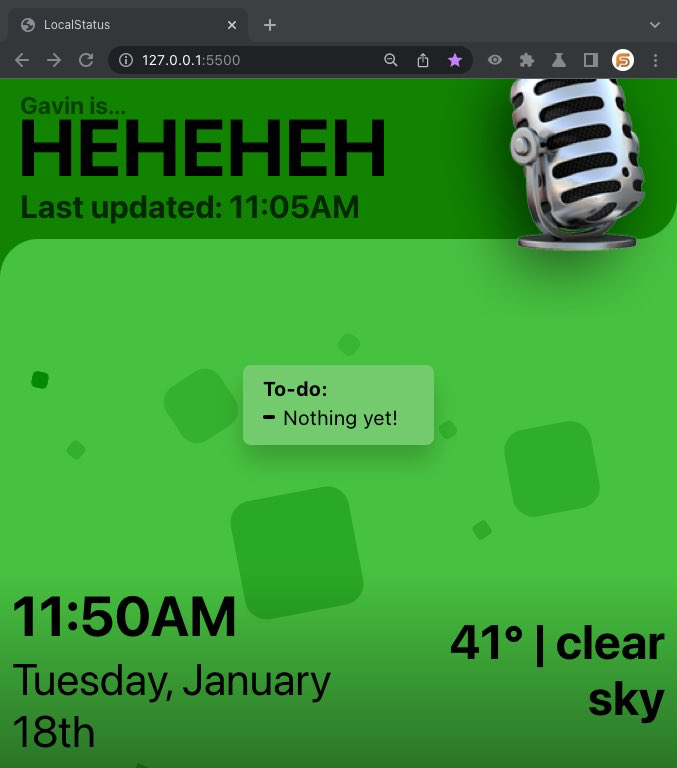 LocalStatus
127.0.0.1:5500
Gavin is...
HEHEHEH
Last updated: 11:05AM
To-do:
Nothing yet!
11:50AM
Tuesday, January
18th
41° | clear
sky